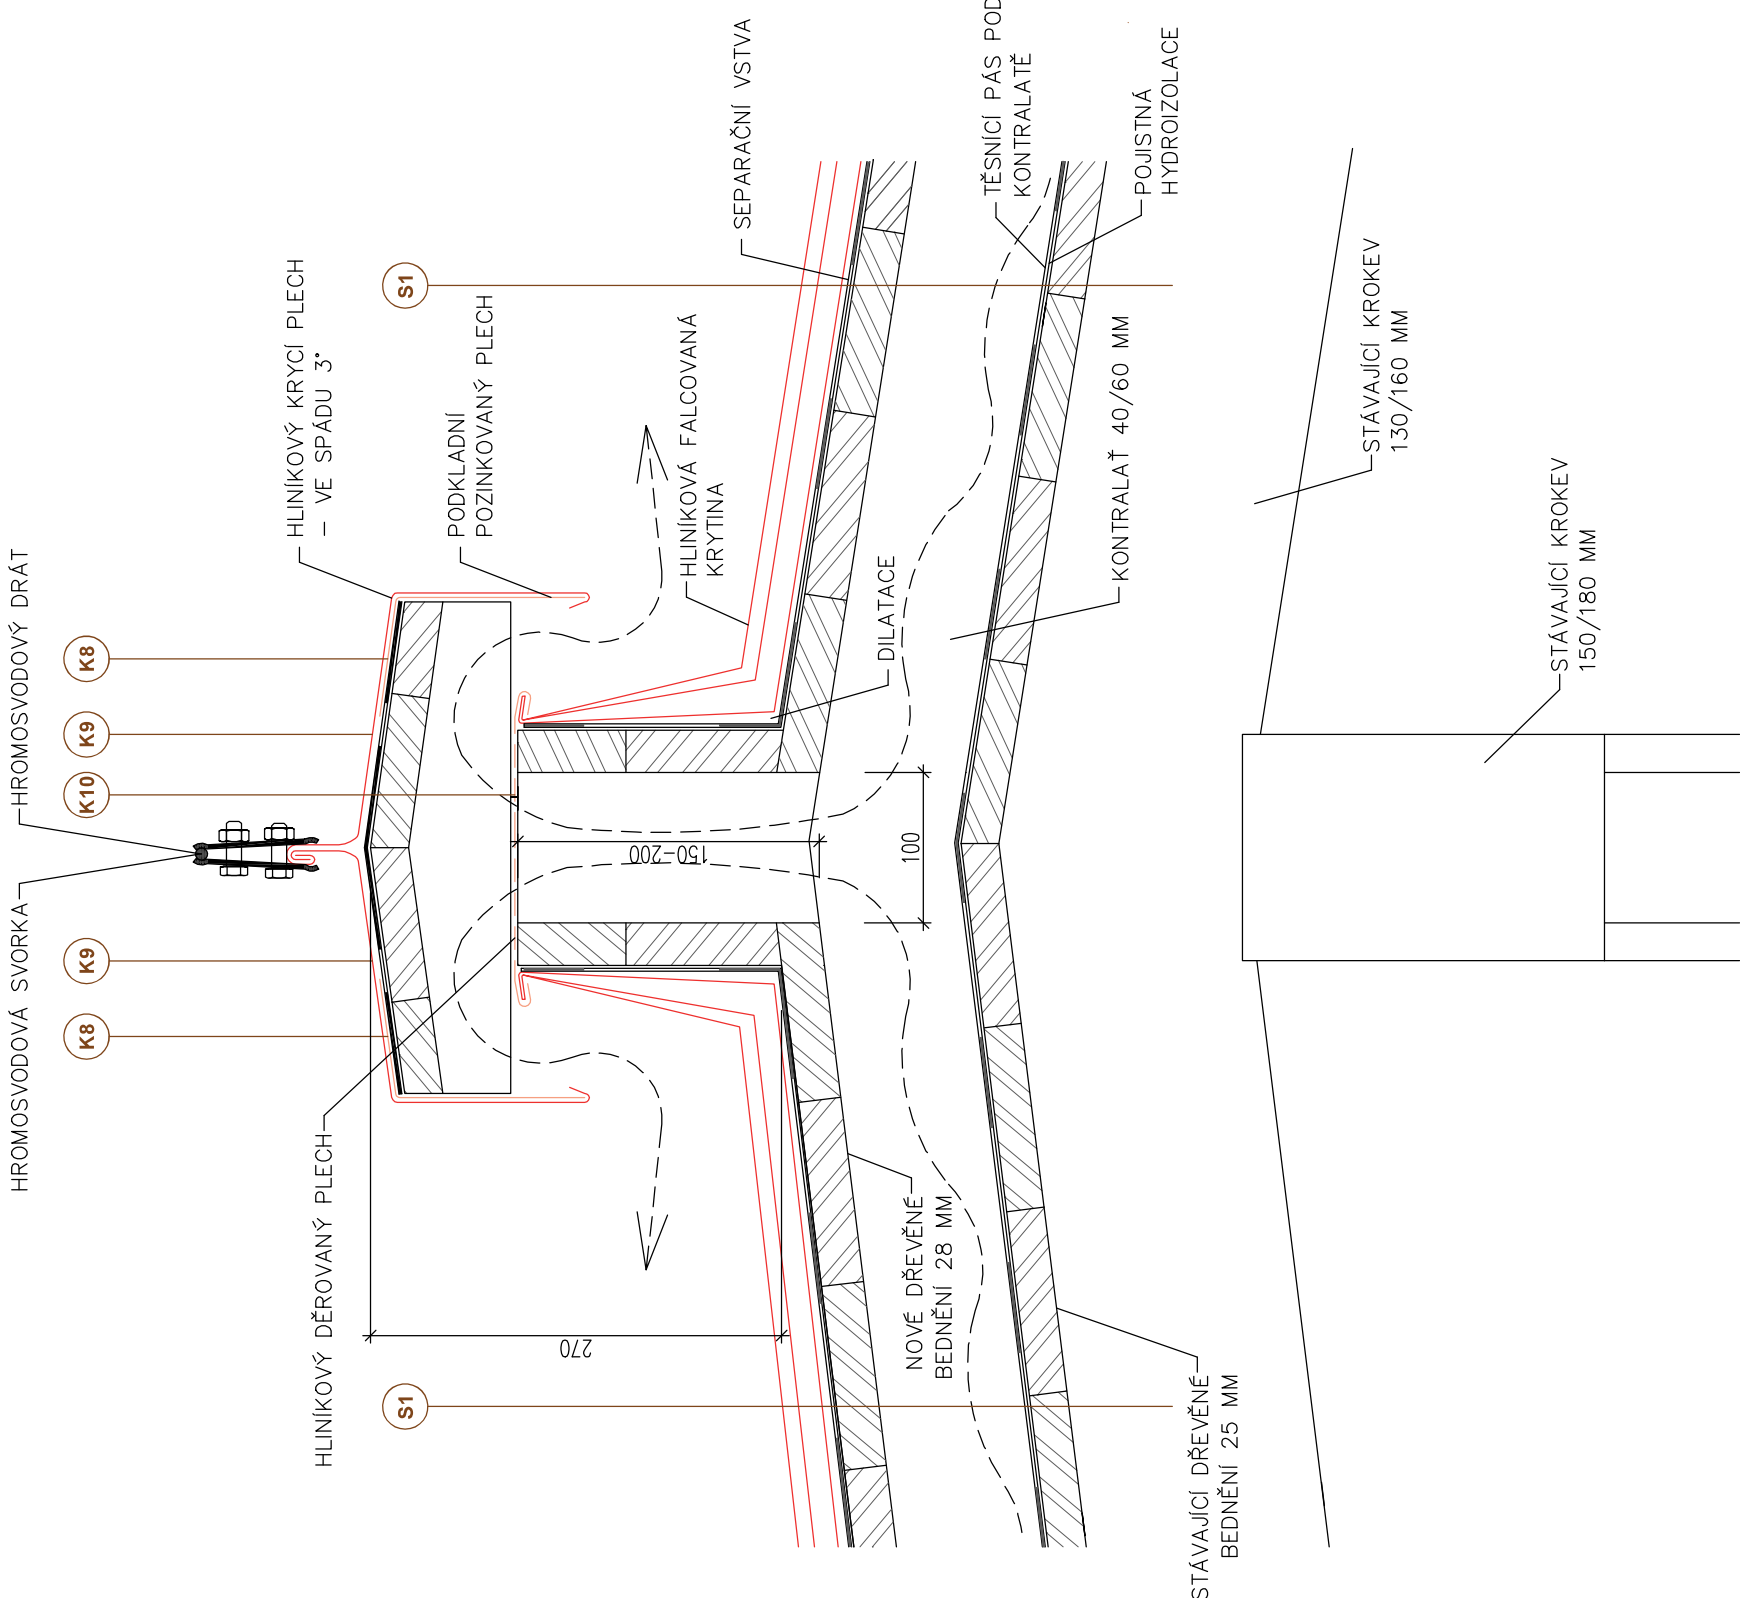 HROMOSVODOVÝ DRÁT
HROMOSVODOVÁ SVORKA
K8
K9
K10
K9
K8
HLINÍKOVÝ KRYCÍ PLECH
- VE SPÁDU 3°
S1
PODKLADNÍ
POZINKOVANÝ PLECH
HLINÍKOVÁ FALCOVANÁ
KRYTINA
SEPARAČNÍ VSTVA
TĚSNÍCÍ PÁS POD
KONTRALATĚ
POJISTNÁ
HYDROIZOLACE
DILATACE
KONTRALAŤ 40/60 MM
STÁVAJÍCÍ KROKEV
130/160 MM
STÁVAJÍCÍ KROKEV
150/180 MM
150-200
100
270
HLINÍKOVÝ DĚROVANÝ PLECH
S1
NOVÉ DŘEVĚNÉ
BEDNĚNÍ 28 MM
STÁVAJÍCÍ DŘEVĚNÉ
BEDNĚNÍ 25 MM